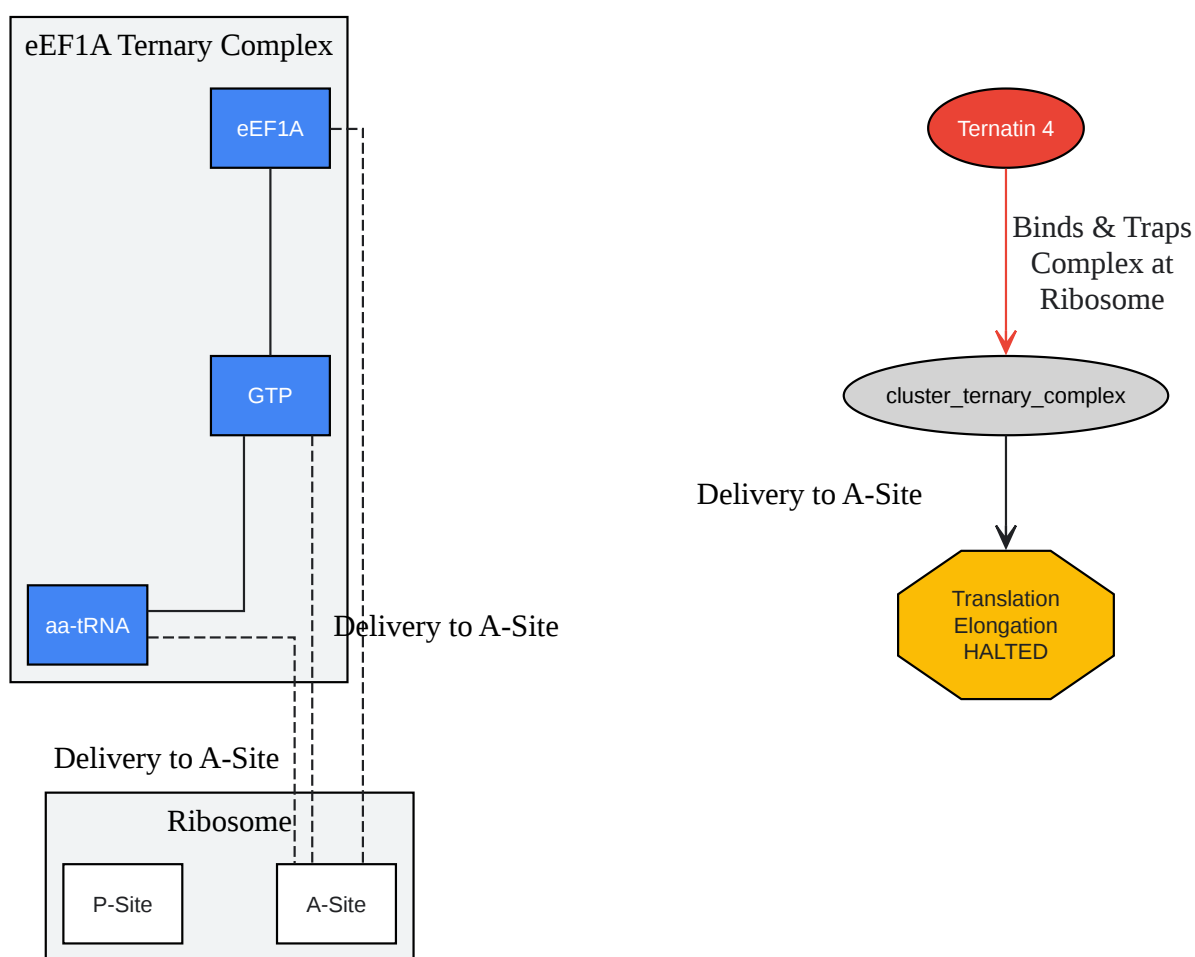 eEF1A Ternary Complex
eEF1A
GTP
aa-tRNA
Delivery to A-Site
Delivery to A-Site
Ribosome
P-Site
A-Site
Ternatin 4
Binds & Traps
Complex at
Ribosome
cluster_ternary_complex
Delivery to A-Site
Translation
Elongation
HALTED